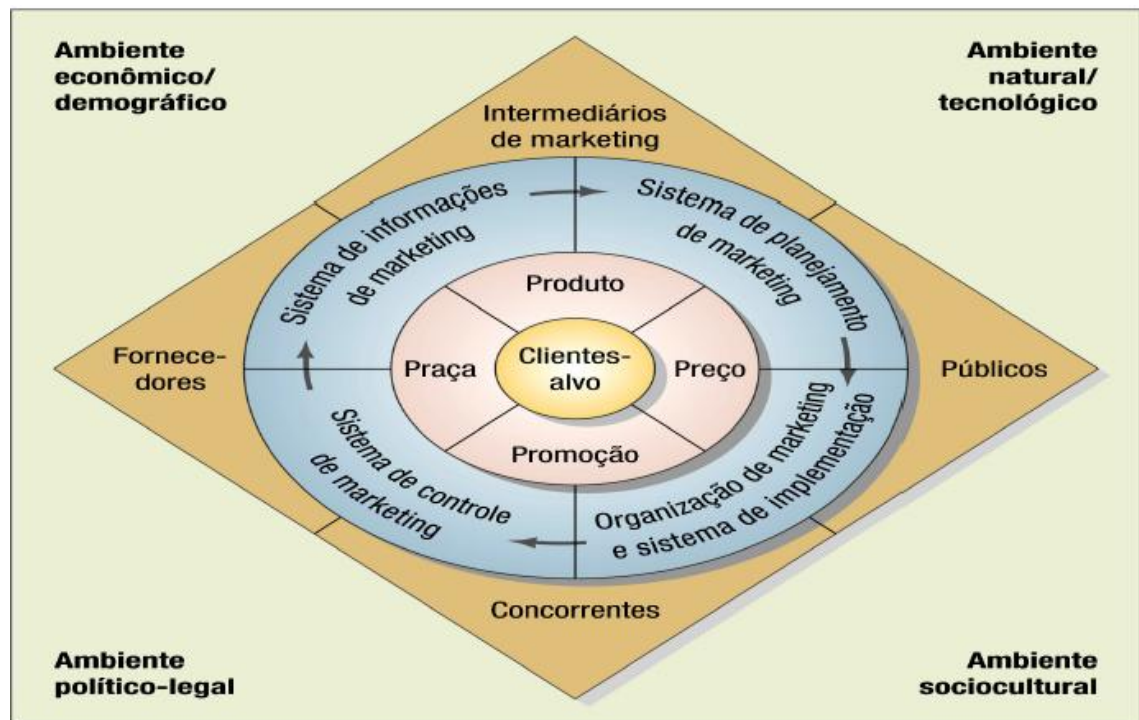 Ambiente
econômico/
demográfico
Ambiente
natural/
tecnológico
Intermediários
de marketing
Sistema de informações
de marketing
Sistema de planejamento
de marketing
Produto
Fornece-
dores
Praça
Clientes-
alvo
Preço
Públicos
Promoção
Sistema de controle
de marketing
Organização de marketing
e sistema de implementação
Concorrentes
Ambiente
político-legal
Ambiente
sociocultural